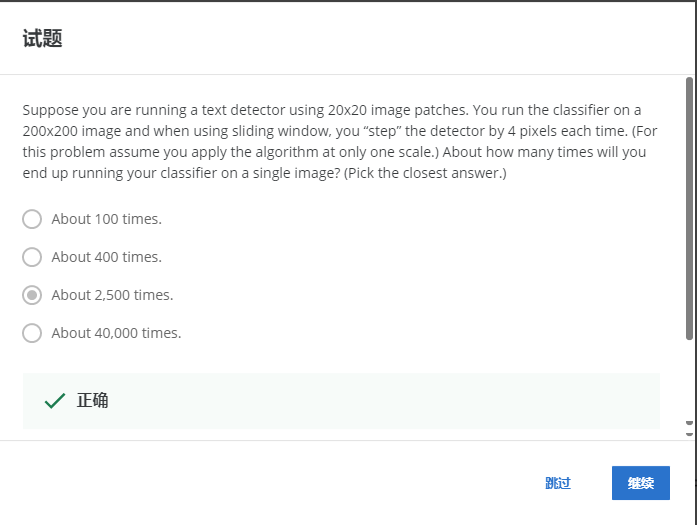 试题
Suppose you are running a text detector using 20x20 image patches. You run the classifier on a
200x200 image and when using sliding window, you “step” the detector by 4 pixels each time. (For
this problem assume you apply the algorithm at only one scale.) About how many times will you
end up running your classifier on a single image? (Pick the closest answer.)
About 100 times.
About 400 times.
About 2,500 times.
About 40,000 times.
正确
跳过
继续